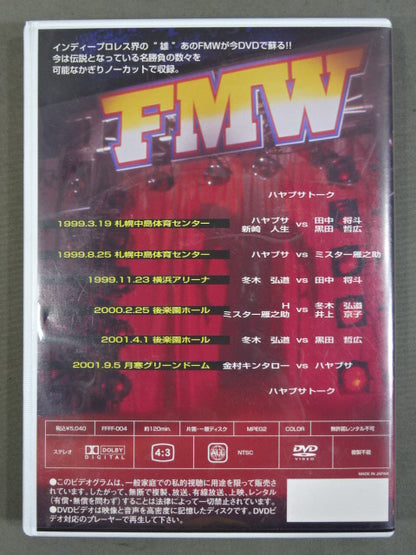 インディープロレス界の “雄” あのFMWが今DVDで蘇る!!
今は伝説となっている名勝負の数々を
可能なかぎりノーカットで収録。
FMW
ハヤブサトーク
1999.3.19 札幌中島体育センター ハヤブサ 新崎 人生 vs 田中 将斗 黒田 哲広
1999.8.25 札幌中島体育センター ハヤブサ vs ミスター雁之助
1999.11.23 横浜アリーナ 冬木 弘道 vs 田中 将斗
2000.2.25 後楽園ホール H ミスター雁之助 vs 冬木 弘道 井上 京子
2001.4.1 後楽園ホール 冬木 弘道 vs 黒田 哲広
2001.9.5 月寒グリーンドーム 金村キンタロー vs ハヤブサ
ハヤブサトーク
税込¥5,040 FFFF-004 約120min. 片面・一層ディスク MPEG2 COLOR 無許諾レンタル不可
ステレオ DOLBY DIGITAL 4:3 ALL NTSC DVD VIDEO 複製不能
MADE IN JAPAN
●このビデオグラムは、一般家庭での私的視聴に用途を限って販売さ
れています。したがって、無断で複製、放送、有線放送、上映、レンタル
(有償・無償を問わず)することは法律によって一切禁止されています。
●DVDビデオは映像と音声を高密度に記憶したディスクです。DVDビ
デオ対応のプレーヤーで再生して下さい。